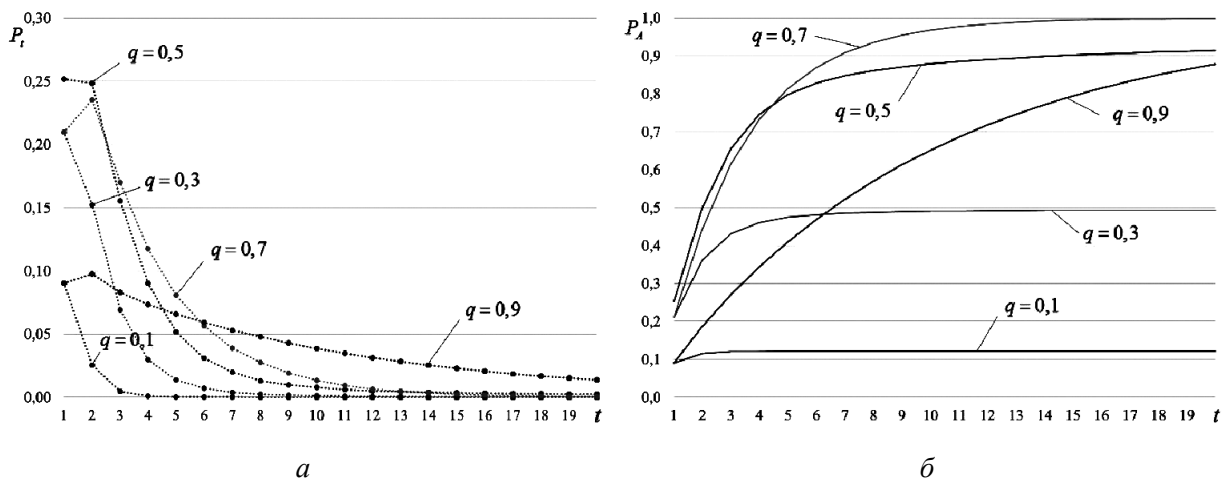 0,30
P_t
0,25
0,20
0,15
0,10
0,05
0,00
q = 0,5
q = 0,3
q = 0,7
q = 0,9
q = 0,1
1 2 3 4 5 6 7 8 9 10 11 12 13 14 15 16 17 18 19 t
а
1,0
P_A
0,9
0,8
0,7
0,6
0,5
0,4
0,3
0,2
0,1
0,0
q = 0,7
q = 0,5
q = 0,9
q = 0,3
q = 0,1
1 2 3 4 5 6 7 8 9 10 11 12 13 14 15 16 17 18 19 t
б